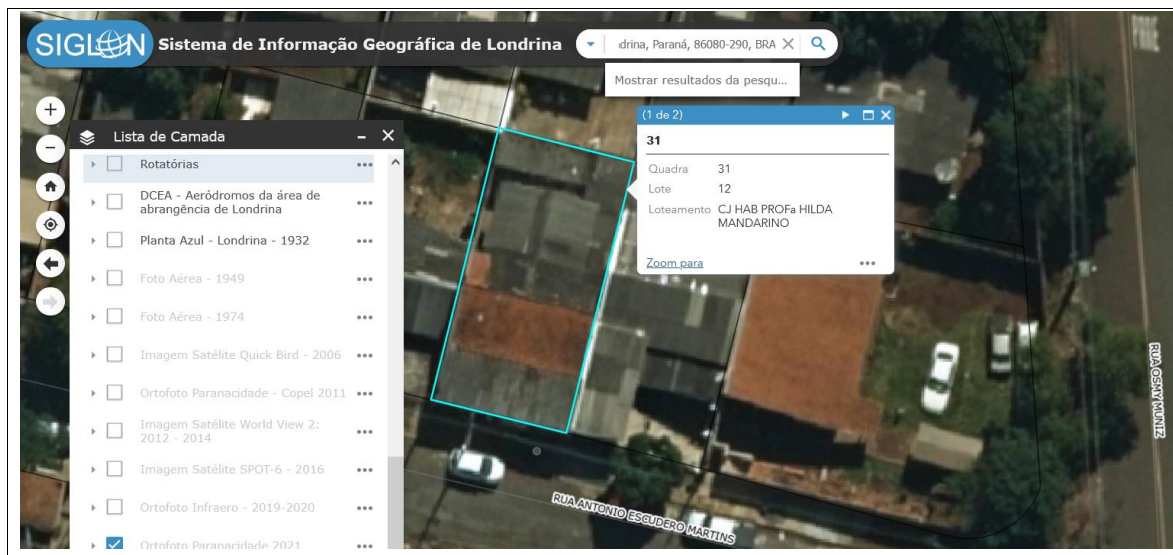 SIGLON Sistema de Informação Geográfica de Londrina
drina, Paraná, 86080-290, BRA
Mostrar resultados da pesqu...
Lista de Camada
Rotatórias
DCEA - Aeródromos da área de
abrangência de Londrina
Planta Azul - Londrina - 1932
Foto Aérea - 1949
Foto Aérea - 1974
Imagem Satélite Quick Bird - 2006
Ortofoto Paranacidade - Copel 2011
Imagem Satélite World View 2:
2012 - 2014
Imagem Satélite SPOT-6 - 2016
Ortofoto Infraero - 2019-2020
Ortofoto Paranacidade 2021
(1 de 2)
31
Quadra 31
Lote 12
Loteamento CJ HAB PROFa HILDA
MANDARINO
Zoom para
RUA ANTONIO ESCUDERO MARTINS
RUA OSMY MUNIZ